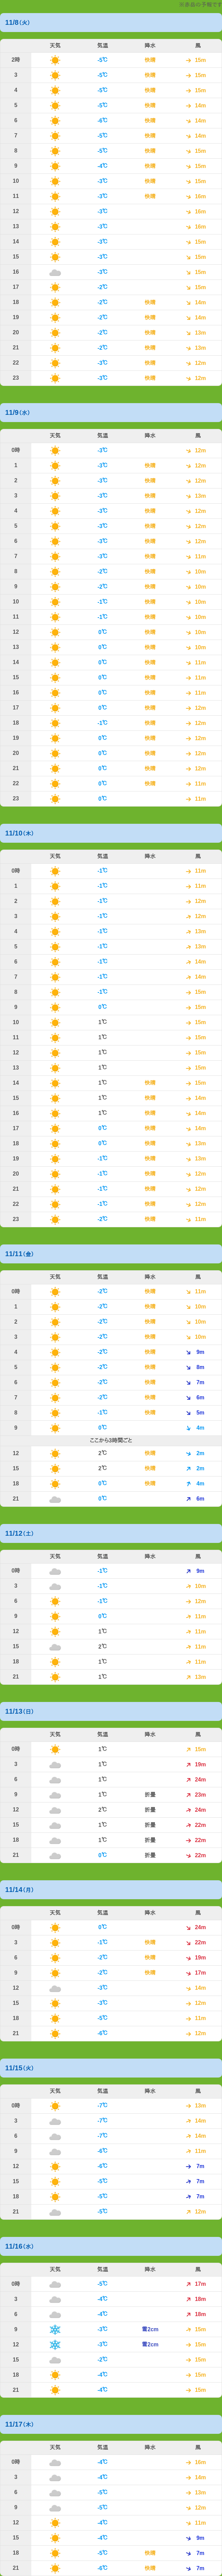 ※多麻の予報です
11/8(火)
天気 気温 降水 風
2時 -5℃ 快晴 15m
3 -5℃ 快晴 15m
4 -5℃ 快晴 15m
5 -5℃ 快晴 14m
6 -6℃ 快晴 14m
7 -5℃ 快晴 14m
8 -5℃ 快晴 15m
9 -4℃ 快晴 15m
10 -3℃ 快晴 15m
11 -3℃ 快晴 16m
12 -3℃ 16m
13 -3℃ 16m
14 -3℃ 15m
15 -3℃ 15m
16 -3℃ 15m
17 -2℃ 15m
18 -2℃ 快晴 14m
19 -2℃ 快晴 14m
20 -2℃ 快晴 13m
21 -2℃ 快晴 13m
22 -3℃ 快晴 12m
23 -3℃ 快晴 12m
11/9(水)
天気 気温 降水 風
0時 -3℃ 12m
1 -3℃ 快晴 12m
2 -3℃ 快晴 12m
3 -3℃ 快晴 13m
4 -3℃ 快晴 12m
5 -3℃ 快晴 12m
6 -3℃ 快晴 12m
7 -3℃ 快晴 11m
8 -2℃ 快晴 10m
9 -2℃ 快晴 10m
10 -1℃ 快晴 10m
11 -1℃ 快晴 10m
12 0℃ 快晴 10m
13 0℃ 快晴 10m
14 0℃ 快晴 11m
15 0℃ 快晴 11m
16 0℃ 快晴 11m
17 0℃ 快晴 12m
18 -1℃ 快晴 12m
19 0℃ 快晴 12m
20 0℃ 快晴 12m
21 0℃ 快晴 12m
22 0℃ 快晴 11m
23 0℃ 11m
11/10(木)
天気 気温 降水 風
0時 -1℃ 11m
1 -1℃ 11m
2 -1℃ 12m
3 -1℃ 12m
4 -1℃ 13m
5 -1℃ 13m
6 -1℃ 14m
7 -1℃ 14m
8 -1℃ 15m
9 0℃ 15m
10 1℃ 15m
11 1℃ 15m
12 1℃ 15m
13 1℃ 15m
14 1℃ 快晴 15m
15 1℃ 快晴 14m
16 1℃ 快晴 14m
17 0℃ 快晴 14m
18 0℃ 快晴 13m
19 -1℃ 快晴 13m
20 -1℃ 快晴 12m
21 -1℃ 快晴 12m
22 -1℃ 快晴 12m
23 -2℃ 快晴 11m
11/11(金)
天気 気温 降水 風
0時 -2℃ 快晴 11m
1 -2℃ 快晴 10m
2 -2℃ 快晴 10m
3 -2℃ 快晴 10m
4 -2℃ 快晴 9m
5 -2℃ 快晴 8m
6 -2℃ 快晴 7m
7 -2℃ 快晴 6m
8 -1℃ 快晴 5m
9 0℃ 4m
ここから3時間ごと
12 2℃ 快晴 2m
15 2℃ 快晴 2m
18 0℃ 快晴 4m
21 0℃ 6m
11/12(土)
天気 気温 降水 風
0時 -1℃ 9m
3 -1℃ 10m
6 -1℃ 12m
9 0℃ 11m
12 1℃ 11m
15 2℃ 11m
18 1℃ 11m
21 1℃ 13m
11/13(日)
天気 気温 降水 風
0時 1℃ 15m
3 1℃ 19m
6 1℃ 24m
9 1℃ 折曇 23m
12 2℃ 折曇 24m
15 1℃ 折曇 22m
18 1℃ 折曇 22m
21 0℃ 折曇 22m
11/14(月)
天気 気温 降水 風
0時 0℃ 24m
3 -1℃ 快晴 22m
6 -2℃ 快晴 19m
9 -2℃ 快晴 17m
12 -3℃ 14m
15 -3℃ 12m
18 -5℃ 11m
21 -6℃ 12m
11/15(火)
天気 気温 降水 風
0時 -7℃ 13m
3 -7℃ 14m
6 -7℃ 14m
9 -6℃ 11m
12 -6℃ 7m
15 -5℃ 7m
18 -5℃ 7m
21 -5℃ 12m
11/16(水)
天気 気温 降水 風
0時 -5℃ 17m
3 -4℃ 18m
6 -4℃ 18m
9 -3℃ 雪2cm 15m
12 -3℃ 雪2cm 15m
15 -2℃ 15m
18 -4℃ 15m
21 -4℃ 15m
11/17(木)
天気 気温 降水 風
0時 -4℃ 16m
3 -4℃ 14m
6 -5℃ 13m
9 -5℃ 12m
12 -4℃ 11m
15 -4℃ 9m
18 -5℃ 快晴 7m
21 -6℃ 快晴 7m